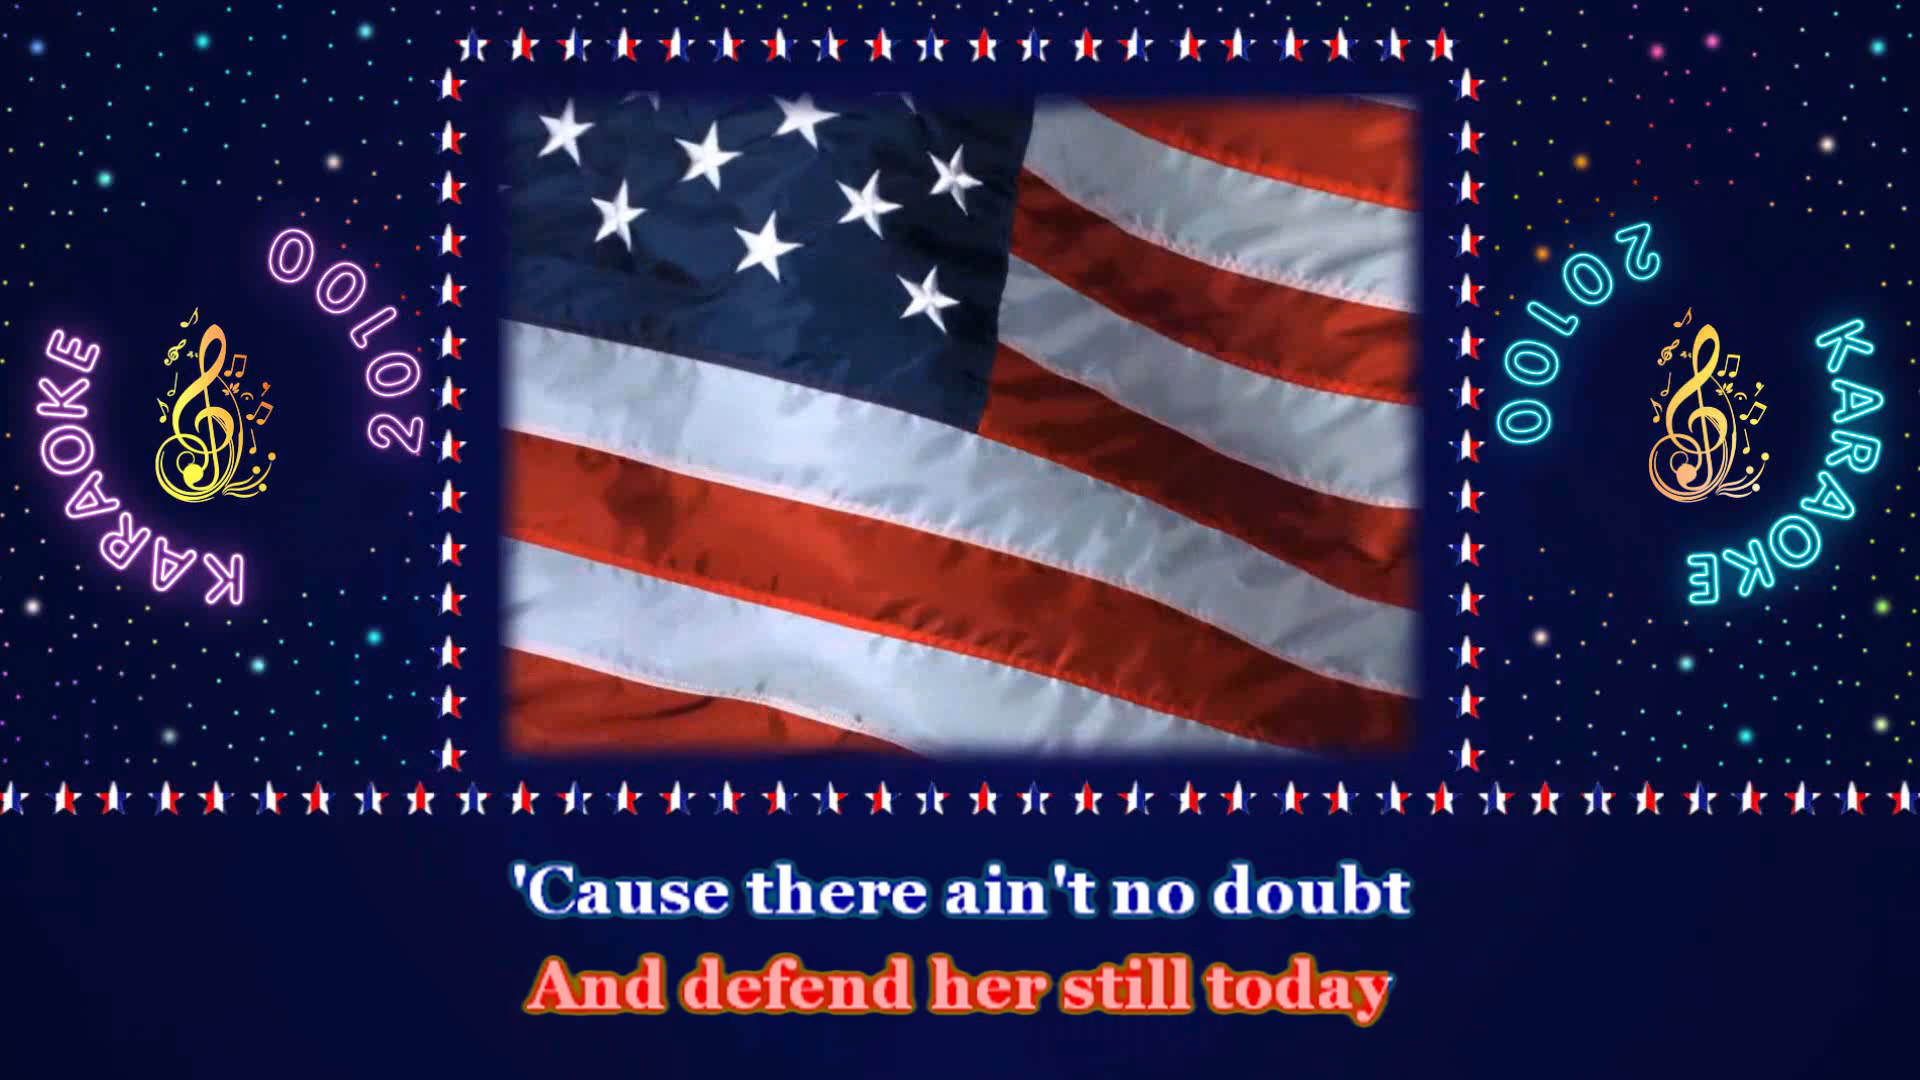 KARAOKE
20100
KARAOKE
20100
'Cause there ain't no doubt
And defend her still today